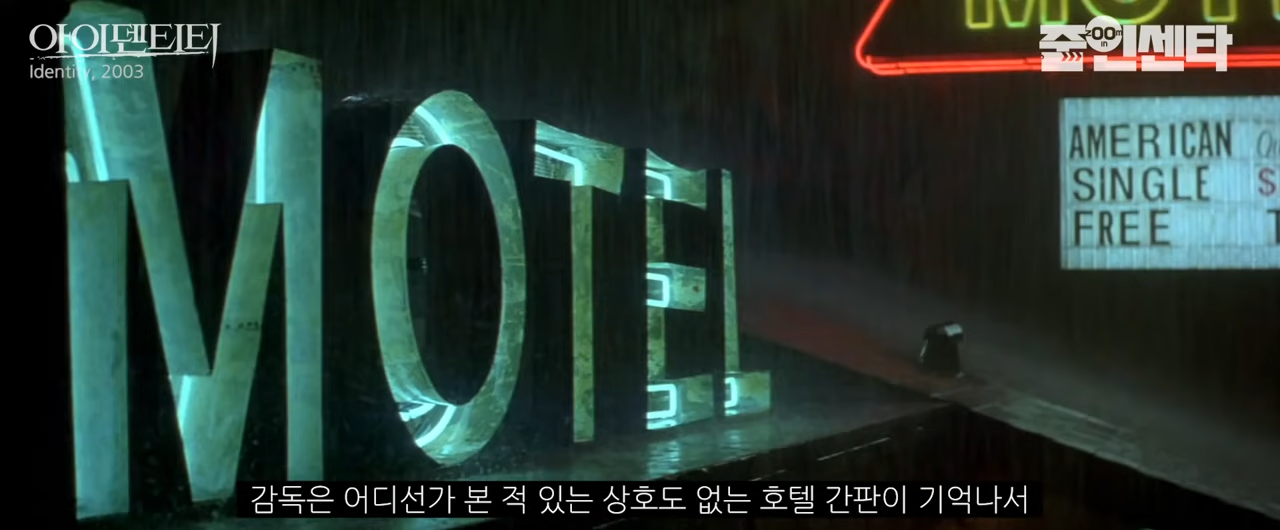 아이덴티티
Identity, 2003
줌인센타
zoom in
MOTEL
AMERICAN
SINGLE
FREE
감독은 어디선가 본 적 있는 상호도 없는 호텔 간판이 기억나서